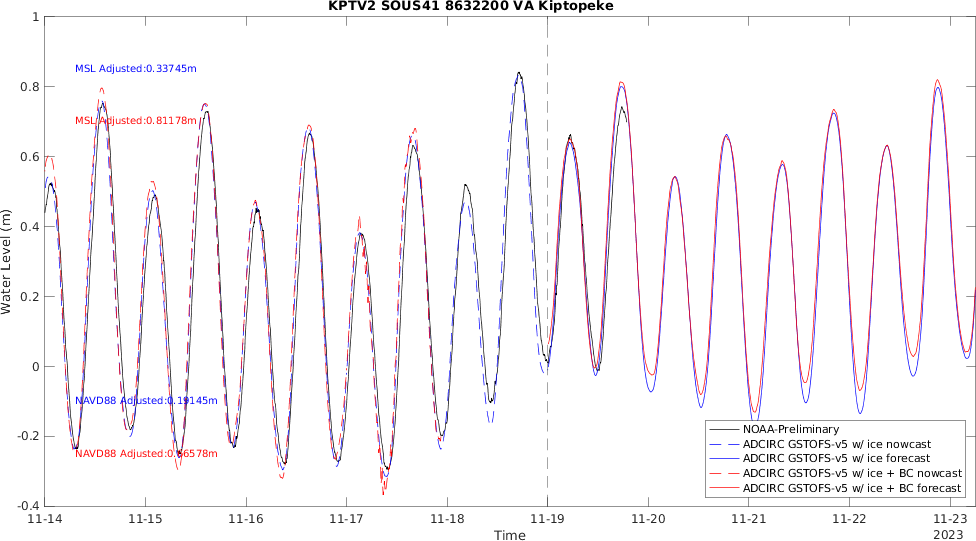 KPTV2 SOUS41 8632200 VA Kiptopeke
1
0.8
0.6
0.4
0.2
0
-0.2
-0.4
Water Level (m)
MSL Adjusted:0.33745m
MSL Adjusted:0.81178m
NAVD88 Adjusted:0.19145m
NAVD88 Adjusted:0.66578m
NOAA-Preliminary
ADCIRC GSTOFS-v5 w/ ice nowcast
ADCIRC GSTOFS-v5 w/ ice forecast
ADCIRC GSTOFS-v5 w/ ice + BC nowcast
ADCIRC GSTOFS-v5 w/ ice + BC forecast
11-14 11-15 11-16 11-17 11-18 11-19 11-20 11-21 11-22 11-23
Time
2023